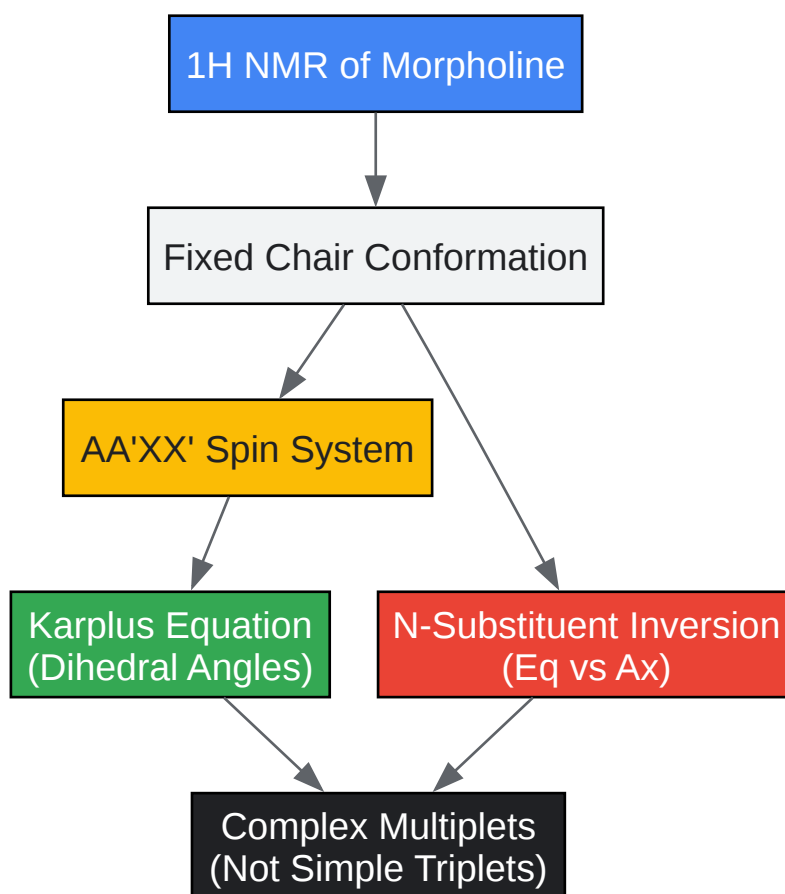 1H NMR of Morpholine
Fixed Chair Conformation
AA'XX' Spin System
Karplus Equation
(Dihedral Angles)
N-Substituent Inversion
(Eq vs Ax)
Complex Multiplets
(Not Simple Triplets)